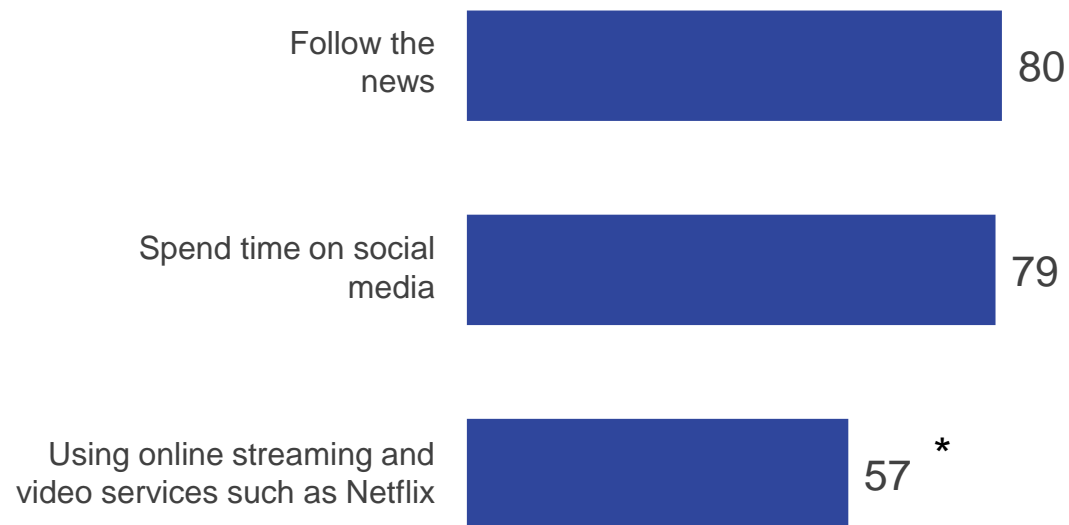 Follow the
news
80
Spend time on social
media
79
Using online streaming and
video services such as Netflix
57 *